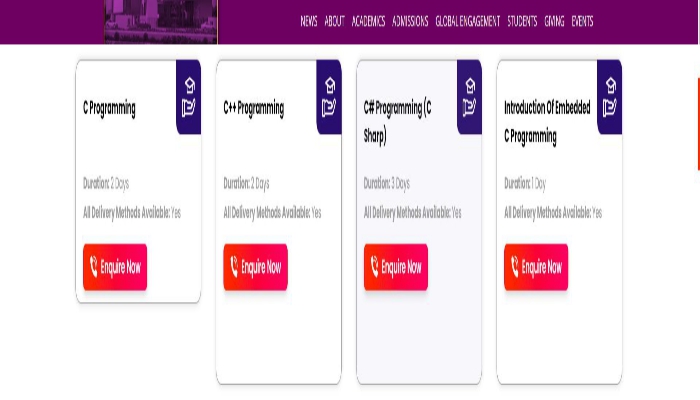 NEWS ABOUT ACADEMICS ADMISSIONS GLOBAL ENGAGEMENT STUDENTS GIVING EVENTS
C Programming
Duration: 2 Days
All Delivery Methods Available: Yes
Enquire Now
C++ Programming
Duration: 2 Days
All Delivery Methods Available: Yes
Enquire Now
C# Programming (C
Sharp)
Duration: 3 Days
All Delivery Methods Available: Yes
Enquire Now
Introduction Of Embedded
C Programming
Duration: 1 Day
All Delivery Methods Available: Yes
Enquire Now